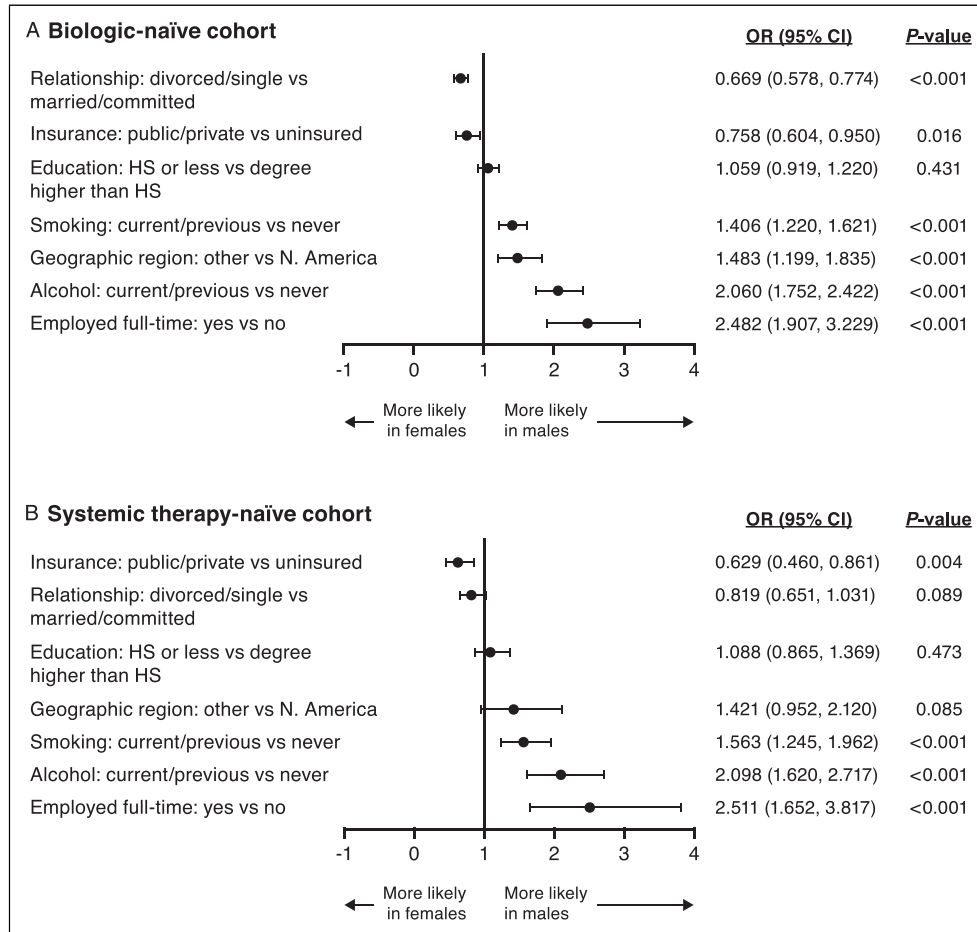 A Biologic-naïve cohort
OR (95% CI) P-value
Relationship: divorced/single vs married/committed 0.669 (0.578, 0.774) <0.001
Insurance: public/private vs uninsured 0.758 (0.604, 0.950) 0.016
Education: HS or less vs degree higher than HS 1.059 (0.919, 1.220) 0.431
Smoking: current/previous vs never 1.406 (1.220, 1.621) <0.001
Geographic region: other vs N. America 1.483 (1.199, 1.835) <0.001
Alcohol: current/previous vs never 2.060 (1.752, 2.422) <0.001
Employed full-time: yes vs no 2.482 (1.907, 3.229) <0.001
-1 0 1 2 3 4
More likely in females More likely in males
B Systemic therapy-naïve cohort
OR (95% CI) P-value
Insurance: public/private vs uninsured 0.629 (0.460, 0.861) 0.004
Relationship: divorced/single vs married/committed 0.819 (0.651, 1.031) 0.089
Education: HS or less vs degree higher than HS 1.088 (0.865, 1.369) 0.473
Geographic region: other vs N. America 1.421 (0.952, 2.120) 0.085
Smoking: current/previous vs never 1.563 (1.245, 1.962) <0.001
Alcohol: current/previous vs never 2.098 (1.620, 2.717) <0.001
Employed full-time: yes vs no 2.511 (1.652, 3.817) <0.001
-1 0 1 2 3 4
More likely in females More likely in males